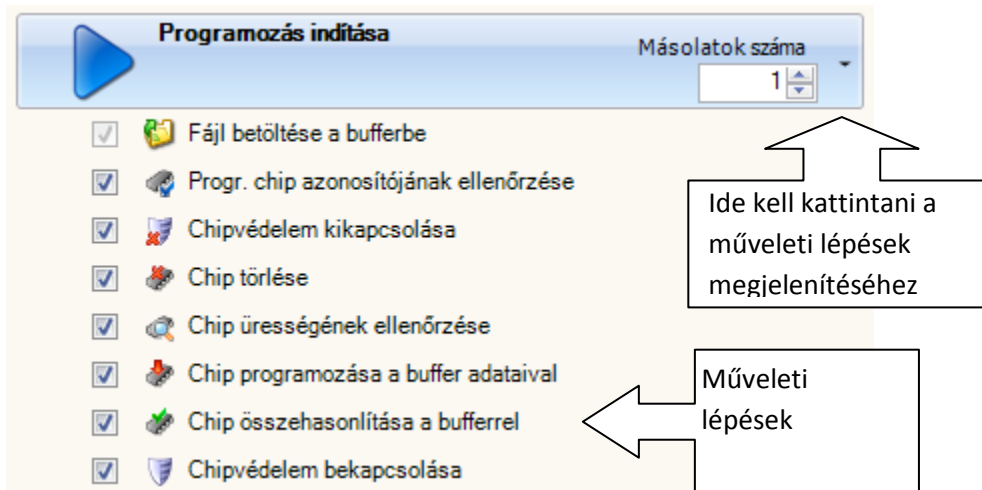 Programozás indítása
Másolatok száma
1
Fájl betöltése a bufferbe
Progr. chip azonosítójának ellenőrzése
Chipvédelem kikapcsolása
Chip törlése
Chip ürességének ellenőrzése
Chip programozása a buffer adataival
Chip összehasonlítása a bufferrel
Chipvédelem bekapcsolása
Ide kell kattintani a
műveleti lépések
megjelenítéséhez
Műveleti
lépések